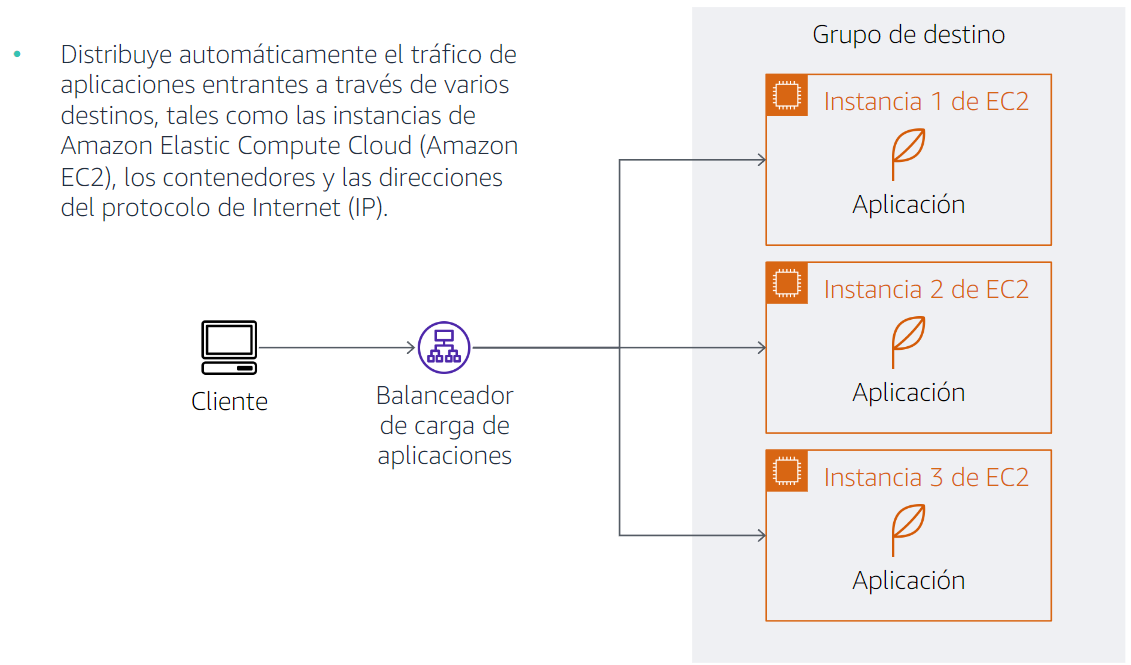 Distribuye automáticamente el tráfico de
aplicaciones entrantes a través de varios
destinos, tales como las instancias de
Amazon Elastic Compute Cloud (Amazon
EC2), los contenedores y las direcciones
del protocolo de Internet (IP).
Cliente
Balanceador
de carga de
aplicaciones
Grupo de destino
Instancia 1 de EC2
Aplicación
Instancia 2 de EC2
Aplicación
Instancia 3 de EC2
Aplicación